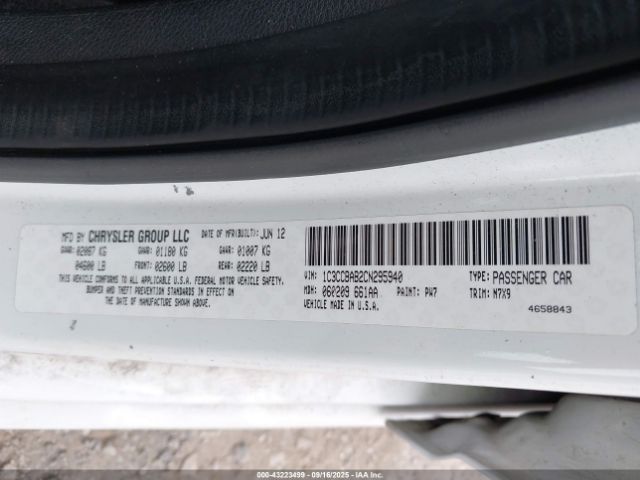 MFD BY CHRYSLER GROUP LLC DATE OF MFR(BUILT): JUN 12
GVWR: 02087 KG GAWR: 01180 KG GAWR: 01007 KG
04600 LB FRONT: 02600 LB REAR: 02220 LB
THIS VEHICLE CONFORMS TO ALL APPLICABLE U.S.A. FEDERAL MOTOR VEHICLE SAFETY,
BUMPER AND THEFT PREVENTION STANDARDS IN EFFECT ON
THE DATE OF MANUFACTURE SHOWN ABOVE.
VIN: 1C3CCBAB2CN295940 TYPE: PASSENGER CAR
MDH: 060209 661AA PAINT: PW7 TRIM: M7X9
VEHICLE MADE IN U.S.A.
4658843
000-43223499 09/16/2025 IAAI.COM